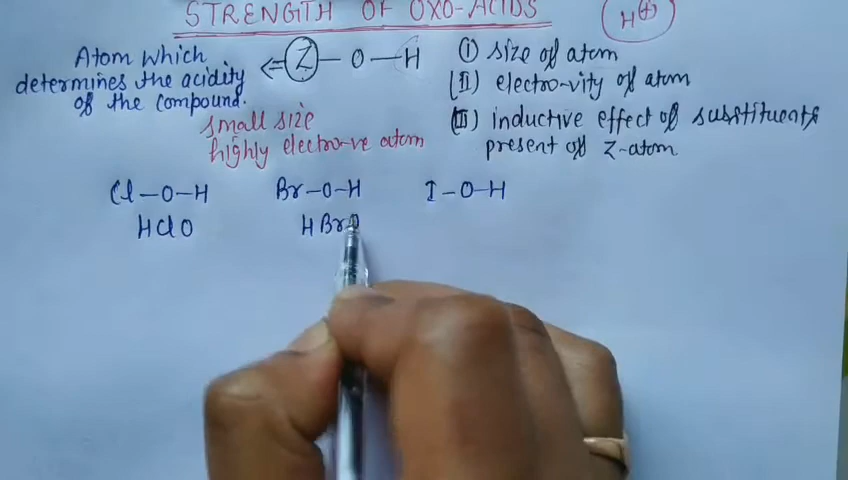 STRENGTH OF OXO-ACIDS
H⊕
Atom which
determines the acidity
of the compound.
⇐ Z — O — H
I size of atom
(II) electro-vity of atom
(III) inductive effect of substituents
present off Z-atom
small size
highly electro-ve atom
Cl — O — H Br — O — H I — O — H
HClO HBrO